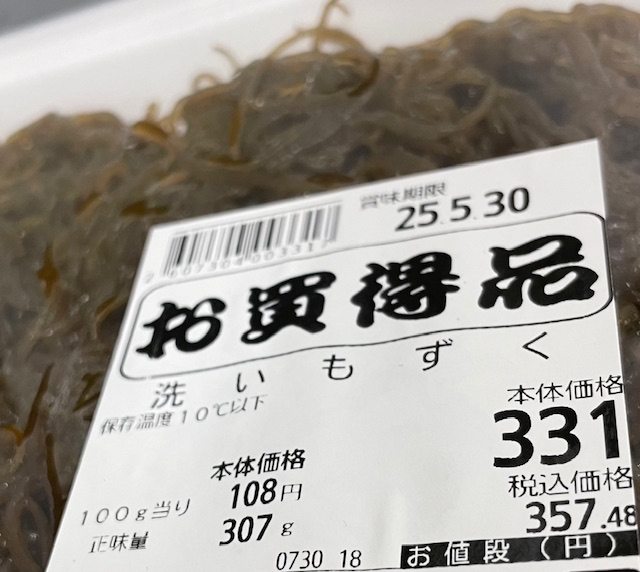 賞味期限
25.5.30
2 007304 003317
お買得品
洗いもずく
保存温度10℃以下
本体価格
331
税込価格
357.48
本体価格
100g当り 108円
正味量 307g
0730 18
お値段(円)